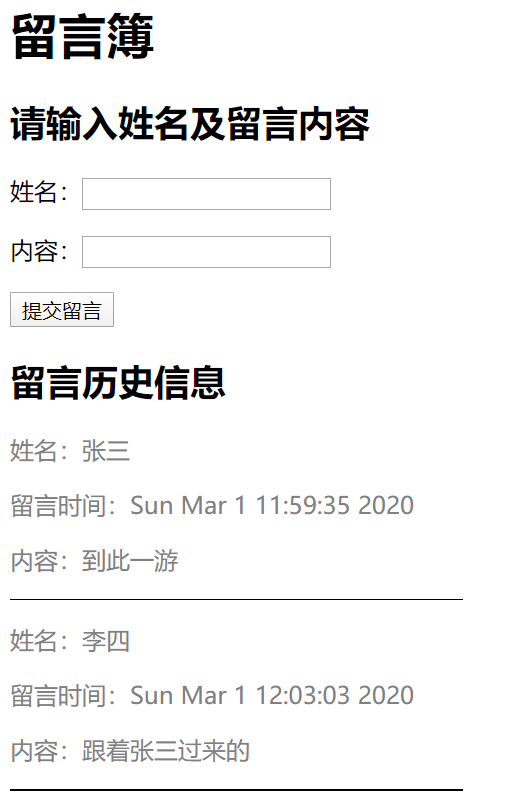 留言簿
请输入姓名及留言内容
姓名：
内容：
提交留言
留言历史信息
姓名：张三
留言时间：Sun Mar 1 11:59:35 2020
内容：到此一游
姓名：李四
留言时间：Sun Mar 1 12:03:03 2020
内容：跟着张三过来的